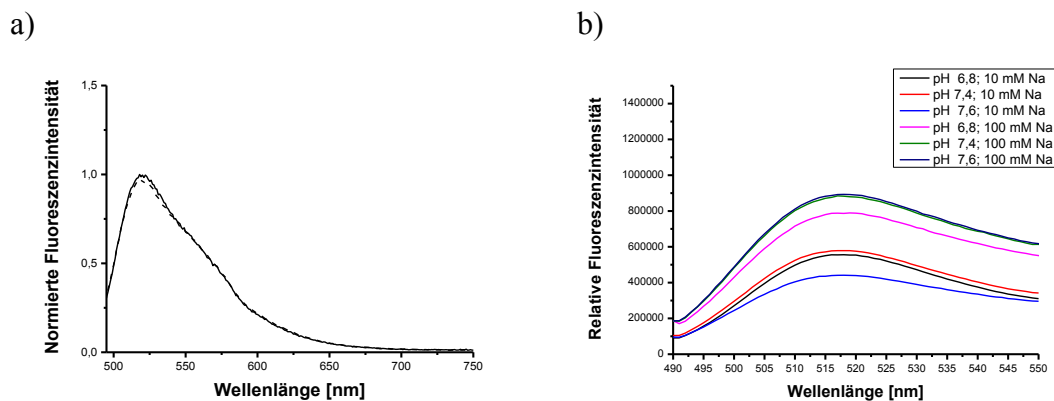 a)
Normierte Fluoreszenzintensität
1,5
1,0
0,5
0,0
500 550 600 650 700 750
Wellenlänge [nm]
b)
Relative Fluoreszenzintensität
pH 6,8; 10 mM Na
pH 7,4; 10 mM Na
pH 7,6; 10 mM Na
pH 6,8; 100 mM Na
pH 7,4; 100 mM Na
pH 7,6; 100 mM Na
1400000
1200000
1000000
800000
600000
400000
200000
0
490 495 500 505 510 515 520 525 530 535 540 545 550
Wellenlänge [nm]